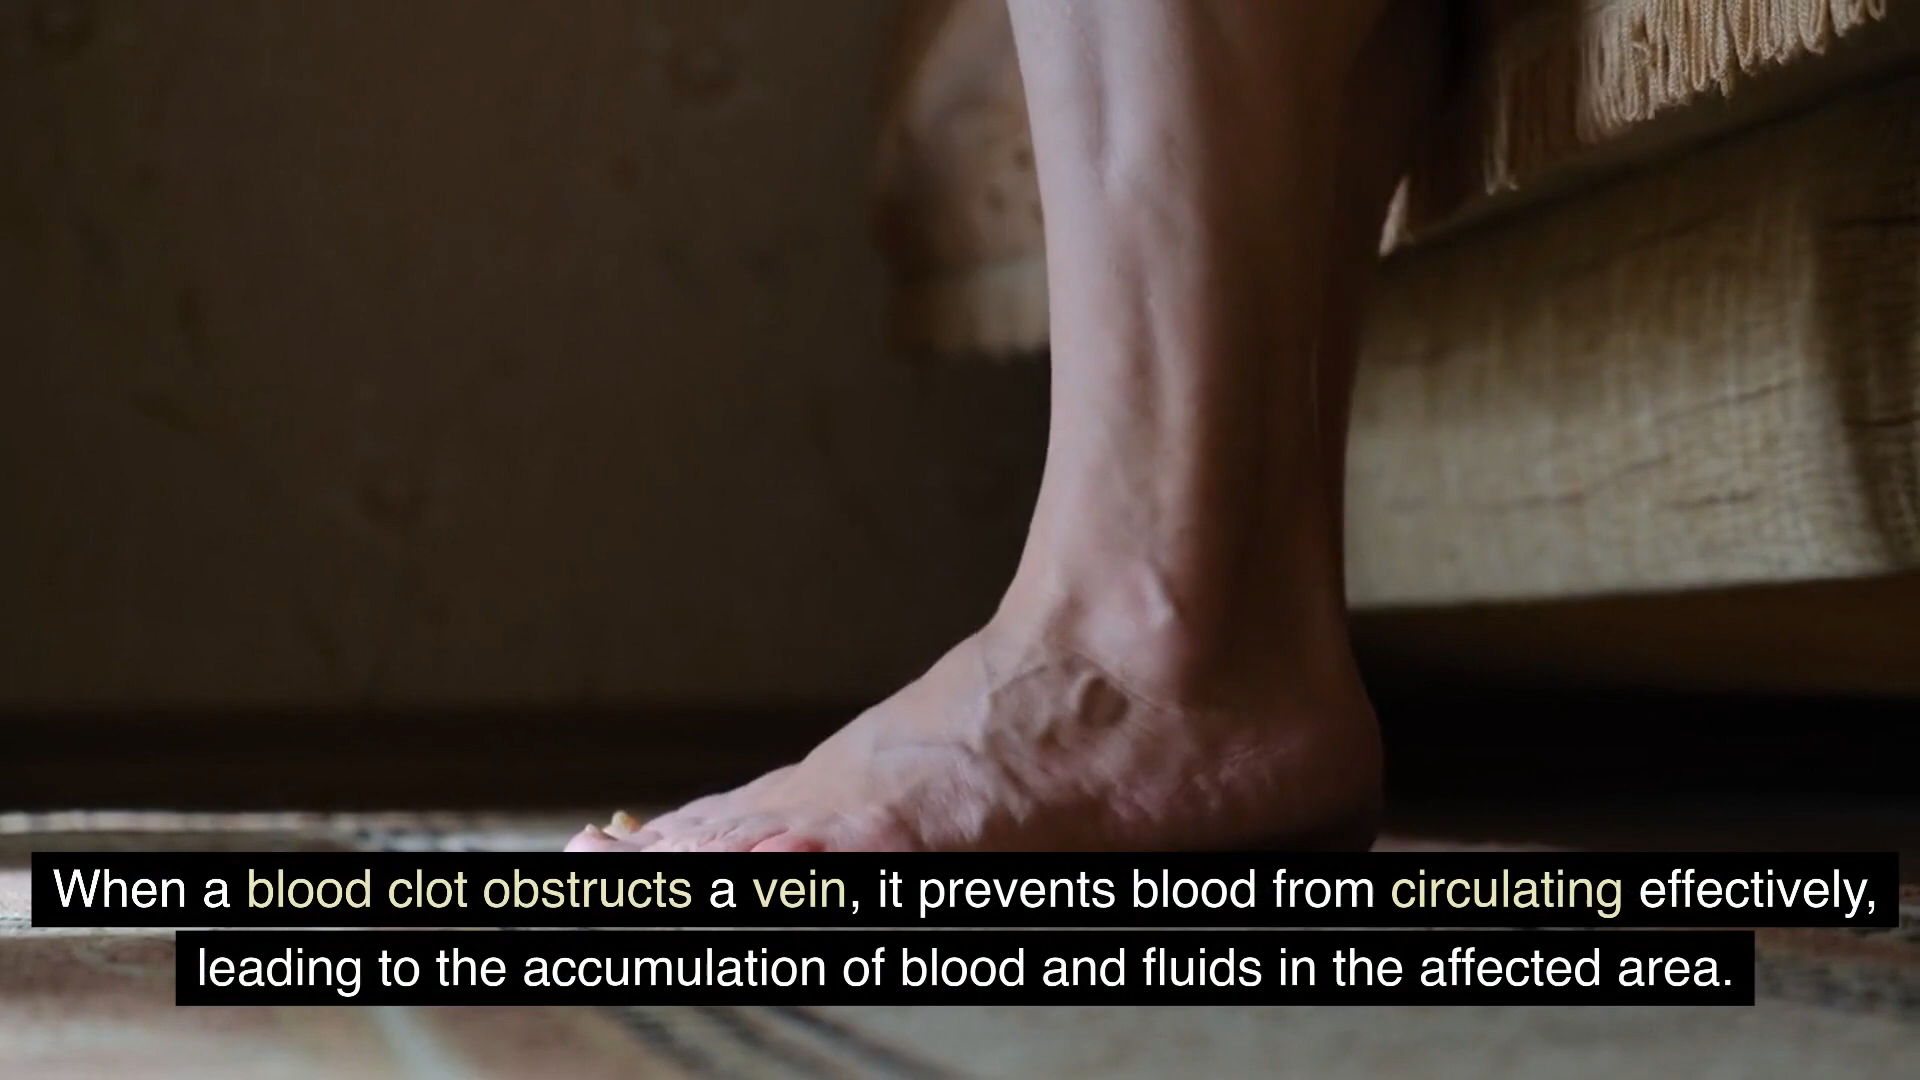 When a blood clot obstructs a vein, it prevents blood from circulating effectively,
leading to the accumulation of blood and fluids in the affected area.